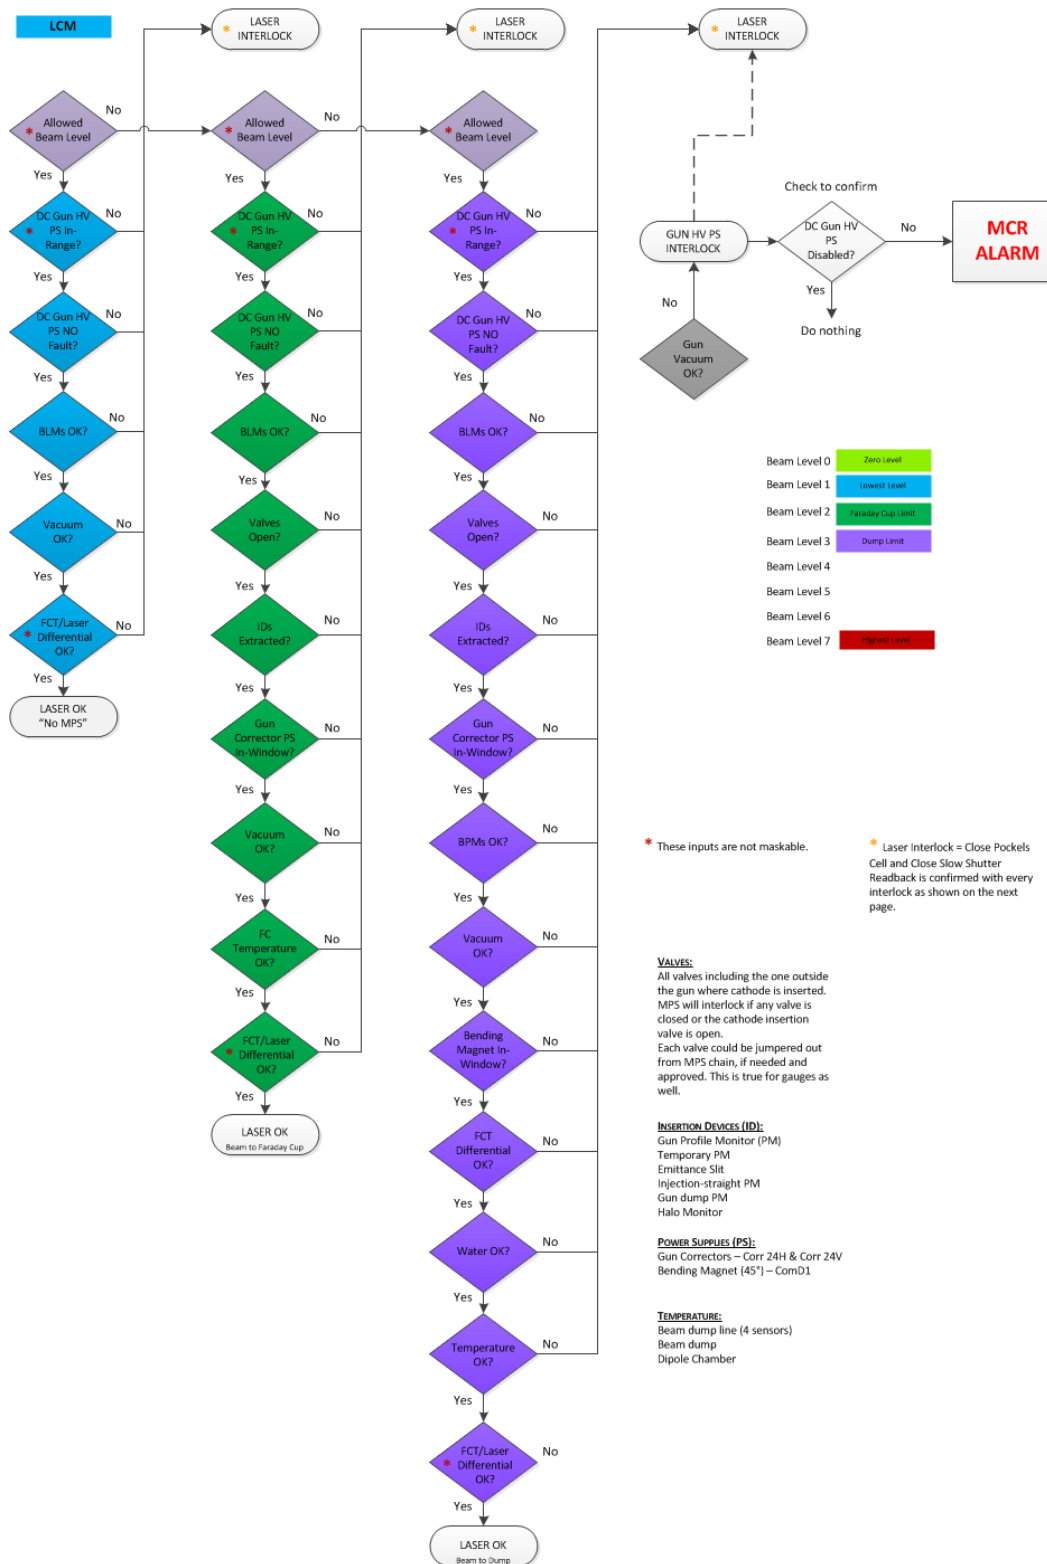 LCM
* LASER
INTERLOCK
* LASER
INTERLOCK
* LASER
INTERLOCK
Allowed
* Beam Level
No
Yes
DC Gun HV
* PS In-
Range?
No
Yes
DC Gun HV
PS NO
Fault?
No
Yes
BLMs OK?
No
Yes
Vacuum
OK?
No
Yes
FCT/Laser
* Differential
OK?
No
Yes
LASER OK
"No MPS"
Allowed
* Beam Level
No
Yes
DC Gun HV
* PS In-
Range?
No
Yes
DC Gun HV
PS NO
Fault?
No
Yes
BLMs OK?
No
Yes
Valves
Open?
No
Yes
IDs
Extracted?
No
Yes
Gun
Corrector PS
In-Window?
No
Yes
Vacuum
OK?
No
Yes
FC
Temperature
OK?
No
Yes
FCT/Laser
* Differential
OK?
No
Yes
LASER OK
Beam to Faraday Cup
Allowed
* Beam Level
Yes
DC Gun HV
* PS In-
Range?
No
Yes
DC Gun HV
PS NO
Fault?
No
Yes
BLMs OK?
No
Yes
Valves
Open?
No
Yes
IDs
Extracted?
No
Yes
Gun
Corrector PS
In-Window?
No
Yes
BPMs OK?
No
Yes
Vacuum
OK?
No
Yes
Bending
Magnet In-
Window?
No
Yes
FCT
Differential
OK?
No
Yes
Water OK?
No
Yes
Temperature
OK?
No
Yes
FCT/Laser
* Differential
OK?
No
Yes
LASER OK
Beam to Dump
GUN HV PS
INTERLOCK
No
Gun
Vacuum
OK?
Check to confirm
DC Gun HV
PS
Disabled?
No
Yes
Do nothing
MCR
ALARM
Beam Level 0 Zero Level
Beam Level 1 Lowest Level
Beam Level 2 Faraday Cup Limit
Beam Level 3 Dump Limit
Beam Level 4
Beam Level 5
Beam Level 6
Beam Level 7 Highest Level
* These inputs are not maskable.
* Laser Interlock = Close Pockels
Cell and Close Slow Shutter
Readback is confirmed with every
interlock as shown on the next
page.
VALVES:
All valves including the one outside
the gun where cathode is inserted.
MPS will interlock if any valve is
closed or the cathode insertion
valve is open.
Each valve could be jumpered out
from MPS chain, if needed and
approved. This is true for gauges as
well.
INSERTION DEVICES (ID):
Gun Profile Monitor (PM)
Temporary PM
Emittance Slit
Injection-straight PM
Gun dump PM
Halo Monitor
POWER SUPPLIES (PS):
Gun Correctors – Corr 24H & Corr 24V
Bending Magnet (45°) – ComD1
TEMPERATURE:
Beam dump line (4 sensors)
Beam dump
Dipole Chamber